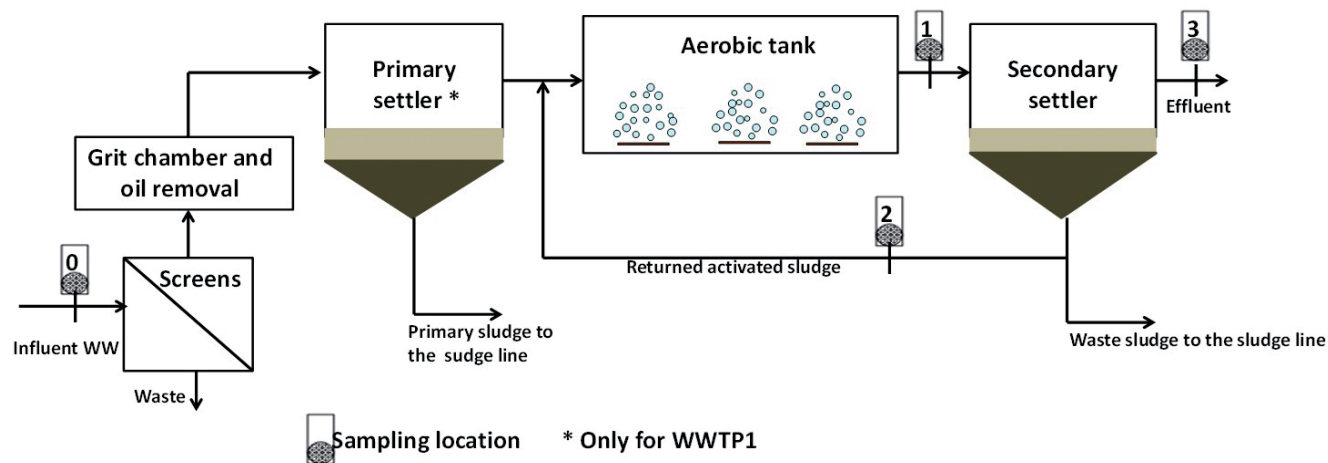 1
3
Aerobic tank
Primary
settler *
Secondary
settler
Effluent
Grit chamber and
oil removal
2
0
Screens
Returned activated sludge
Influent WW
Primary sludge to
the sudge line
Waste sludge to the sludge line
Waste
Sampling location
* Only for WWTP1